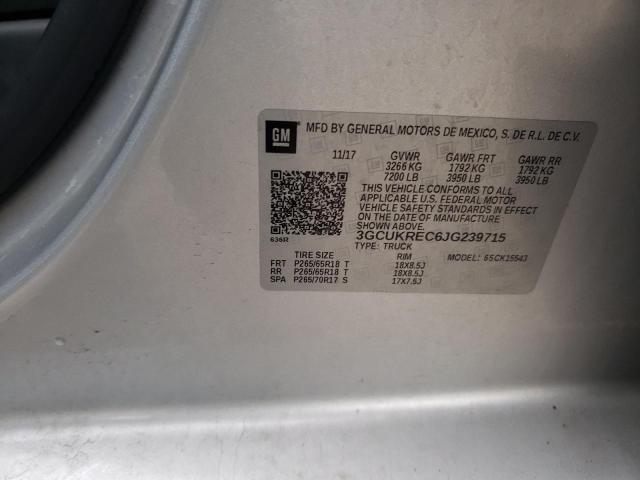 GM MFD BY GENERAL MOTORS DE MEXICO, S. DE R.L. DE C.V.
11/17 GVWR GAWR FRT GAWR RR
3266 KG 1792 KG 1792 KG
7200 LB 3950 LB 3950 LB
THIS VEHICLE CONFORMS TO ALL
APPLICABLE U.S. FEDERAL MOTOR
VEHICLE SAFETY STANDARDS IN EFFECT
ON THE DATE OF MANUFACTURE
SHOWN ABOVE.
636R 3GCUKREC6JG239715
TYPE: TRUCK MODEL: 6SCK15543
TIRE SIZE RIM
FRT P265/65R18 T 18X8.5J
RR P265/65R18 T 18X8.5J
SPA P265/70R17 S 17X7.5J